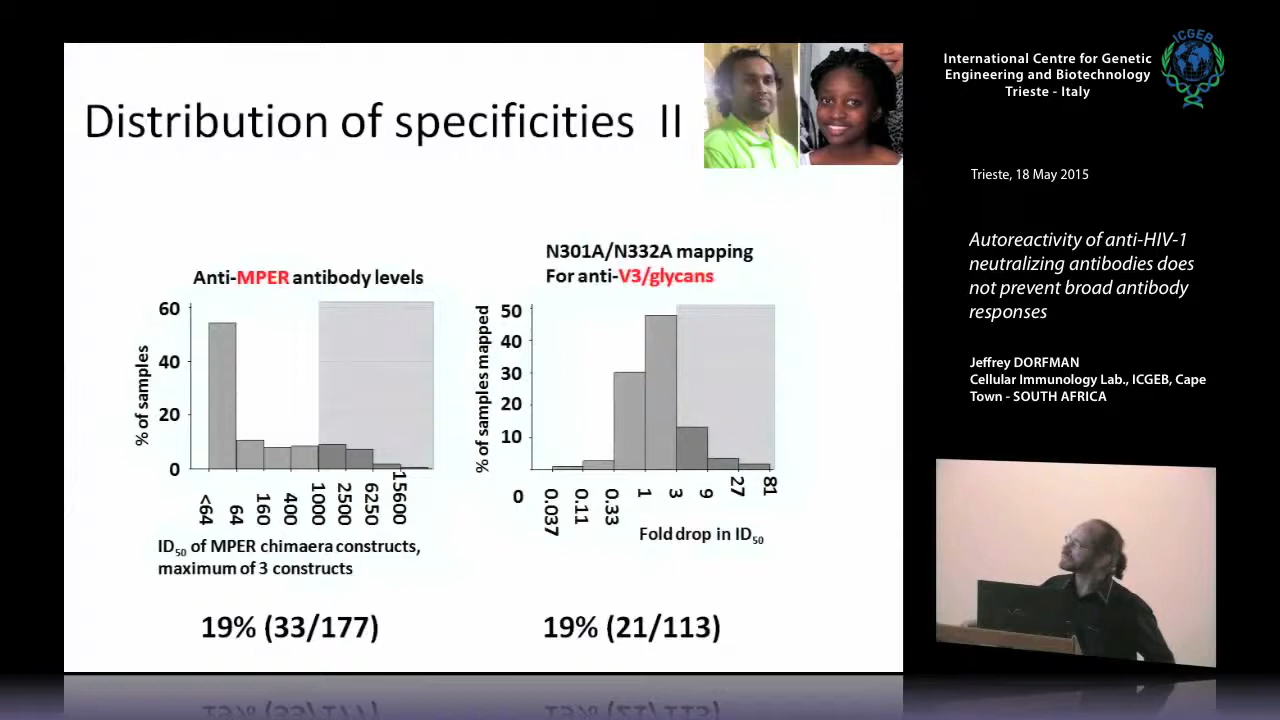 Distribution of specificities II
Anti-MPER antibody levels
60
40
20
0
% of samples
<64
64
160
400
1000
2500
6250
15600
ID50 of MPER chimaera constructs,
maximum of 3 constructs
19% (33/177)
N301A/N332A mapping
For anti-V3/glycans
50
40
30
20
10
0
% of samples mapped
0.037
0.11
0.33
1
3
9
27
81
Fold drop in ID50
19% (21/113)
International Centre for Genetic
Engineering and Biotechnology
Trieste - Italy
ICGEB
Trieste, 18 May 2015
Autoreactivity of anti-HIV-1
neutralizing antibodies does
not prevent broad antibody
responses
Jeffrey DORFMAN
Cellular Immunology Lab., ICGEB, Cape
Town - SOUTH AFRICA